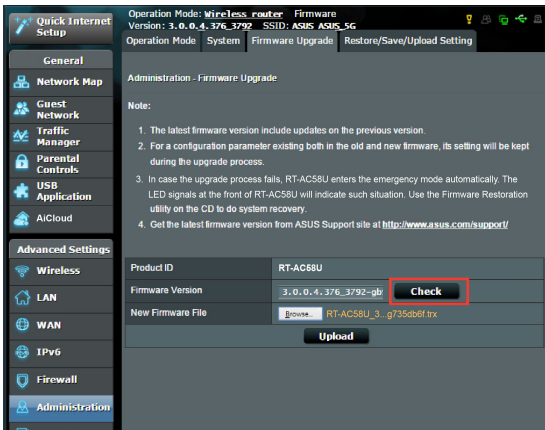 Quick Internet
Setup
Operation Mode: Wireless router Firmware
Version: 3.0.0.4.376_3792 SSID: ASUS ASUS_5G
Operation Mode System Firmware Upgrade Restore/Save/Upload Setting
General
Network Map
Guest
Network
Traffic
Manager
Parental
Controls
USB
Application
AiCloud
Advanced Settings
Wireless
LAN
WAN
IPv6
Firewall
Administration
Administration - Firmware Upgrade
Note:
1. The latest firmware version include updates on the previous version.
2. For a configuration parameter existing both in the old and new firmware, its setting will be kept
during the upgrade process.
3. In case the upgrade process fails, RT-AC58U enters the emergency mode automatically. The
LED signals at the front of RT-AC58U will indicate such situation. Use the Firmware Restoration
utility on the CD to do system recovery.
4. Get the latest firmware version from ASUS Support site at http://www.asus.com/support/
Product ID RT-AC58U
Firmware Version 3.0.0.4.376_3792-gb Check
New Firmware File Browse... RT-AC58U_3...g735db6f.trx
Upload